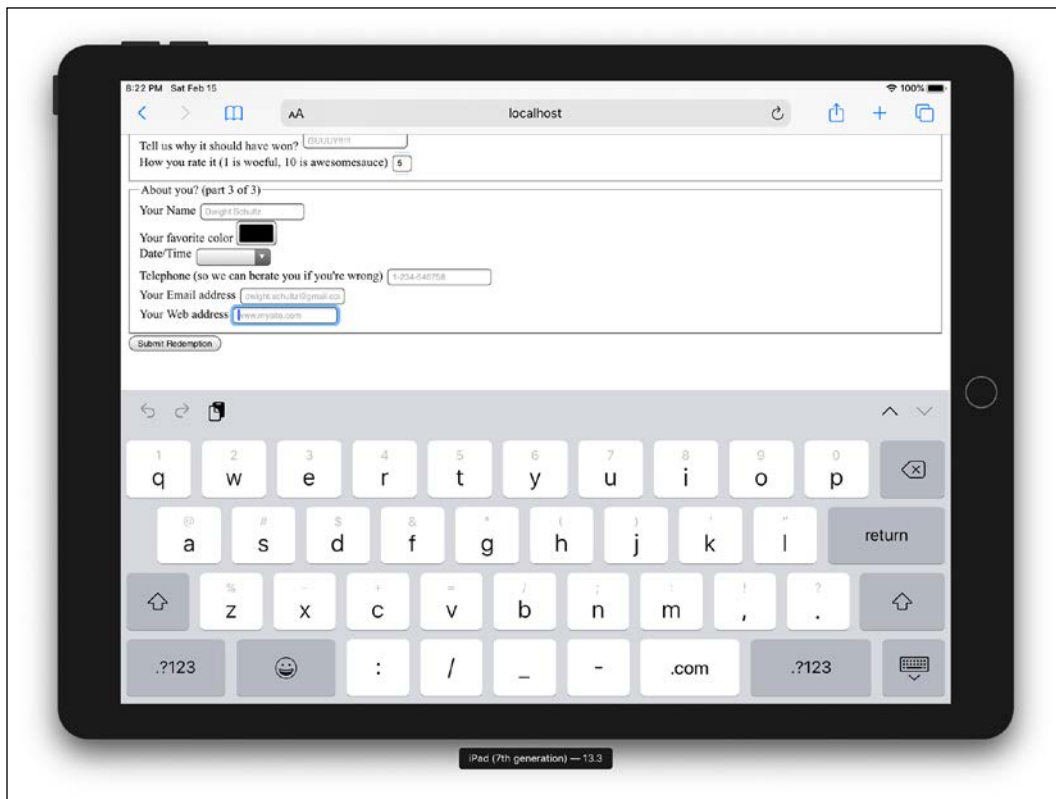 8:22 PM Sat Feb 15
100%
AA
localhost
Tell us why it should have won?
How you rate it (1 is woeful, 10 is awesomesauce) 5
About you? (part 3 of 3)
Your Name Dwight Schultz
Your favorite color
Date/Time
Telephone (so we can berate you if you're wrong) 1-234-546758
Your Email address dwight.schultz@gmail.co
Your Web address www.mysite.com
Submit Redemption
1 2 3 4 5 6 7 8 9 0
q w e r t y u i o p
@ # $ & * ( ) ' "
a s d f g h j k l return
% - + = / ; : ! ?
z x c v b n m , .
.?123 : / _ - .com .?123
iPad (7th generation) — 13.3